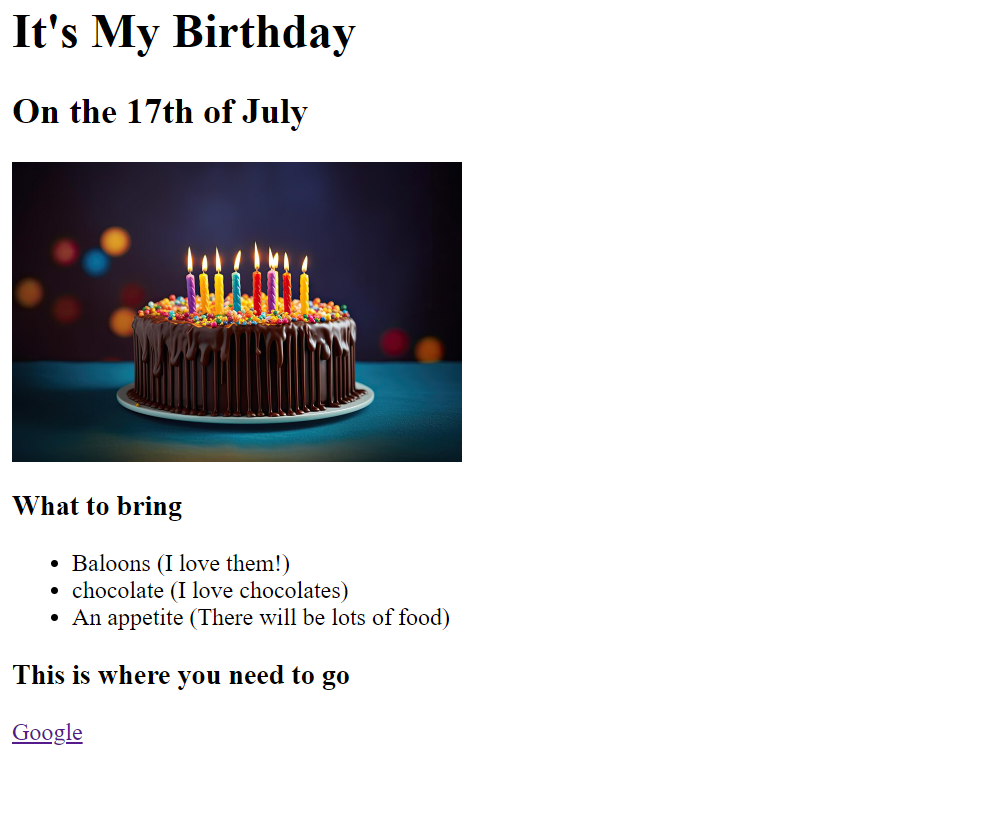 It's My Birthday
On the 17th of July
What to bring
Baloons (I love them!)
chocolate (I love chocolates)
An appetite (There will be lots of food)
This is where you need to go
Google